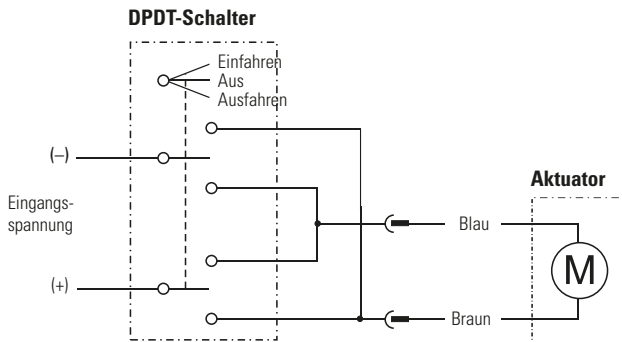 DPDT-Schalter
Einfahren
Aus
Ausfahren
(–)
Eingangs-
spannung
(+)
Aktuator
Blau
Braun
M